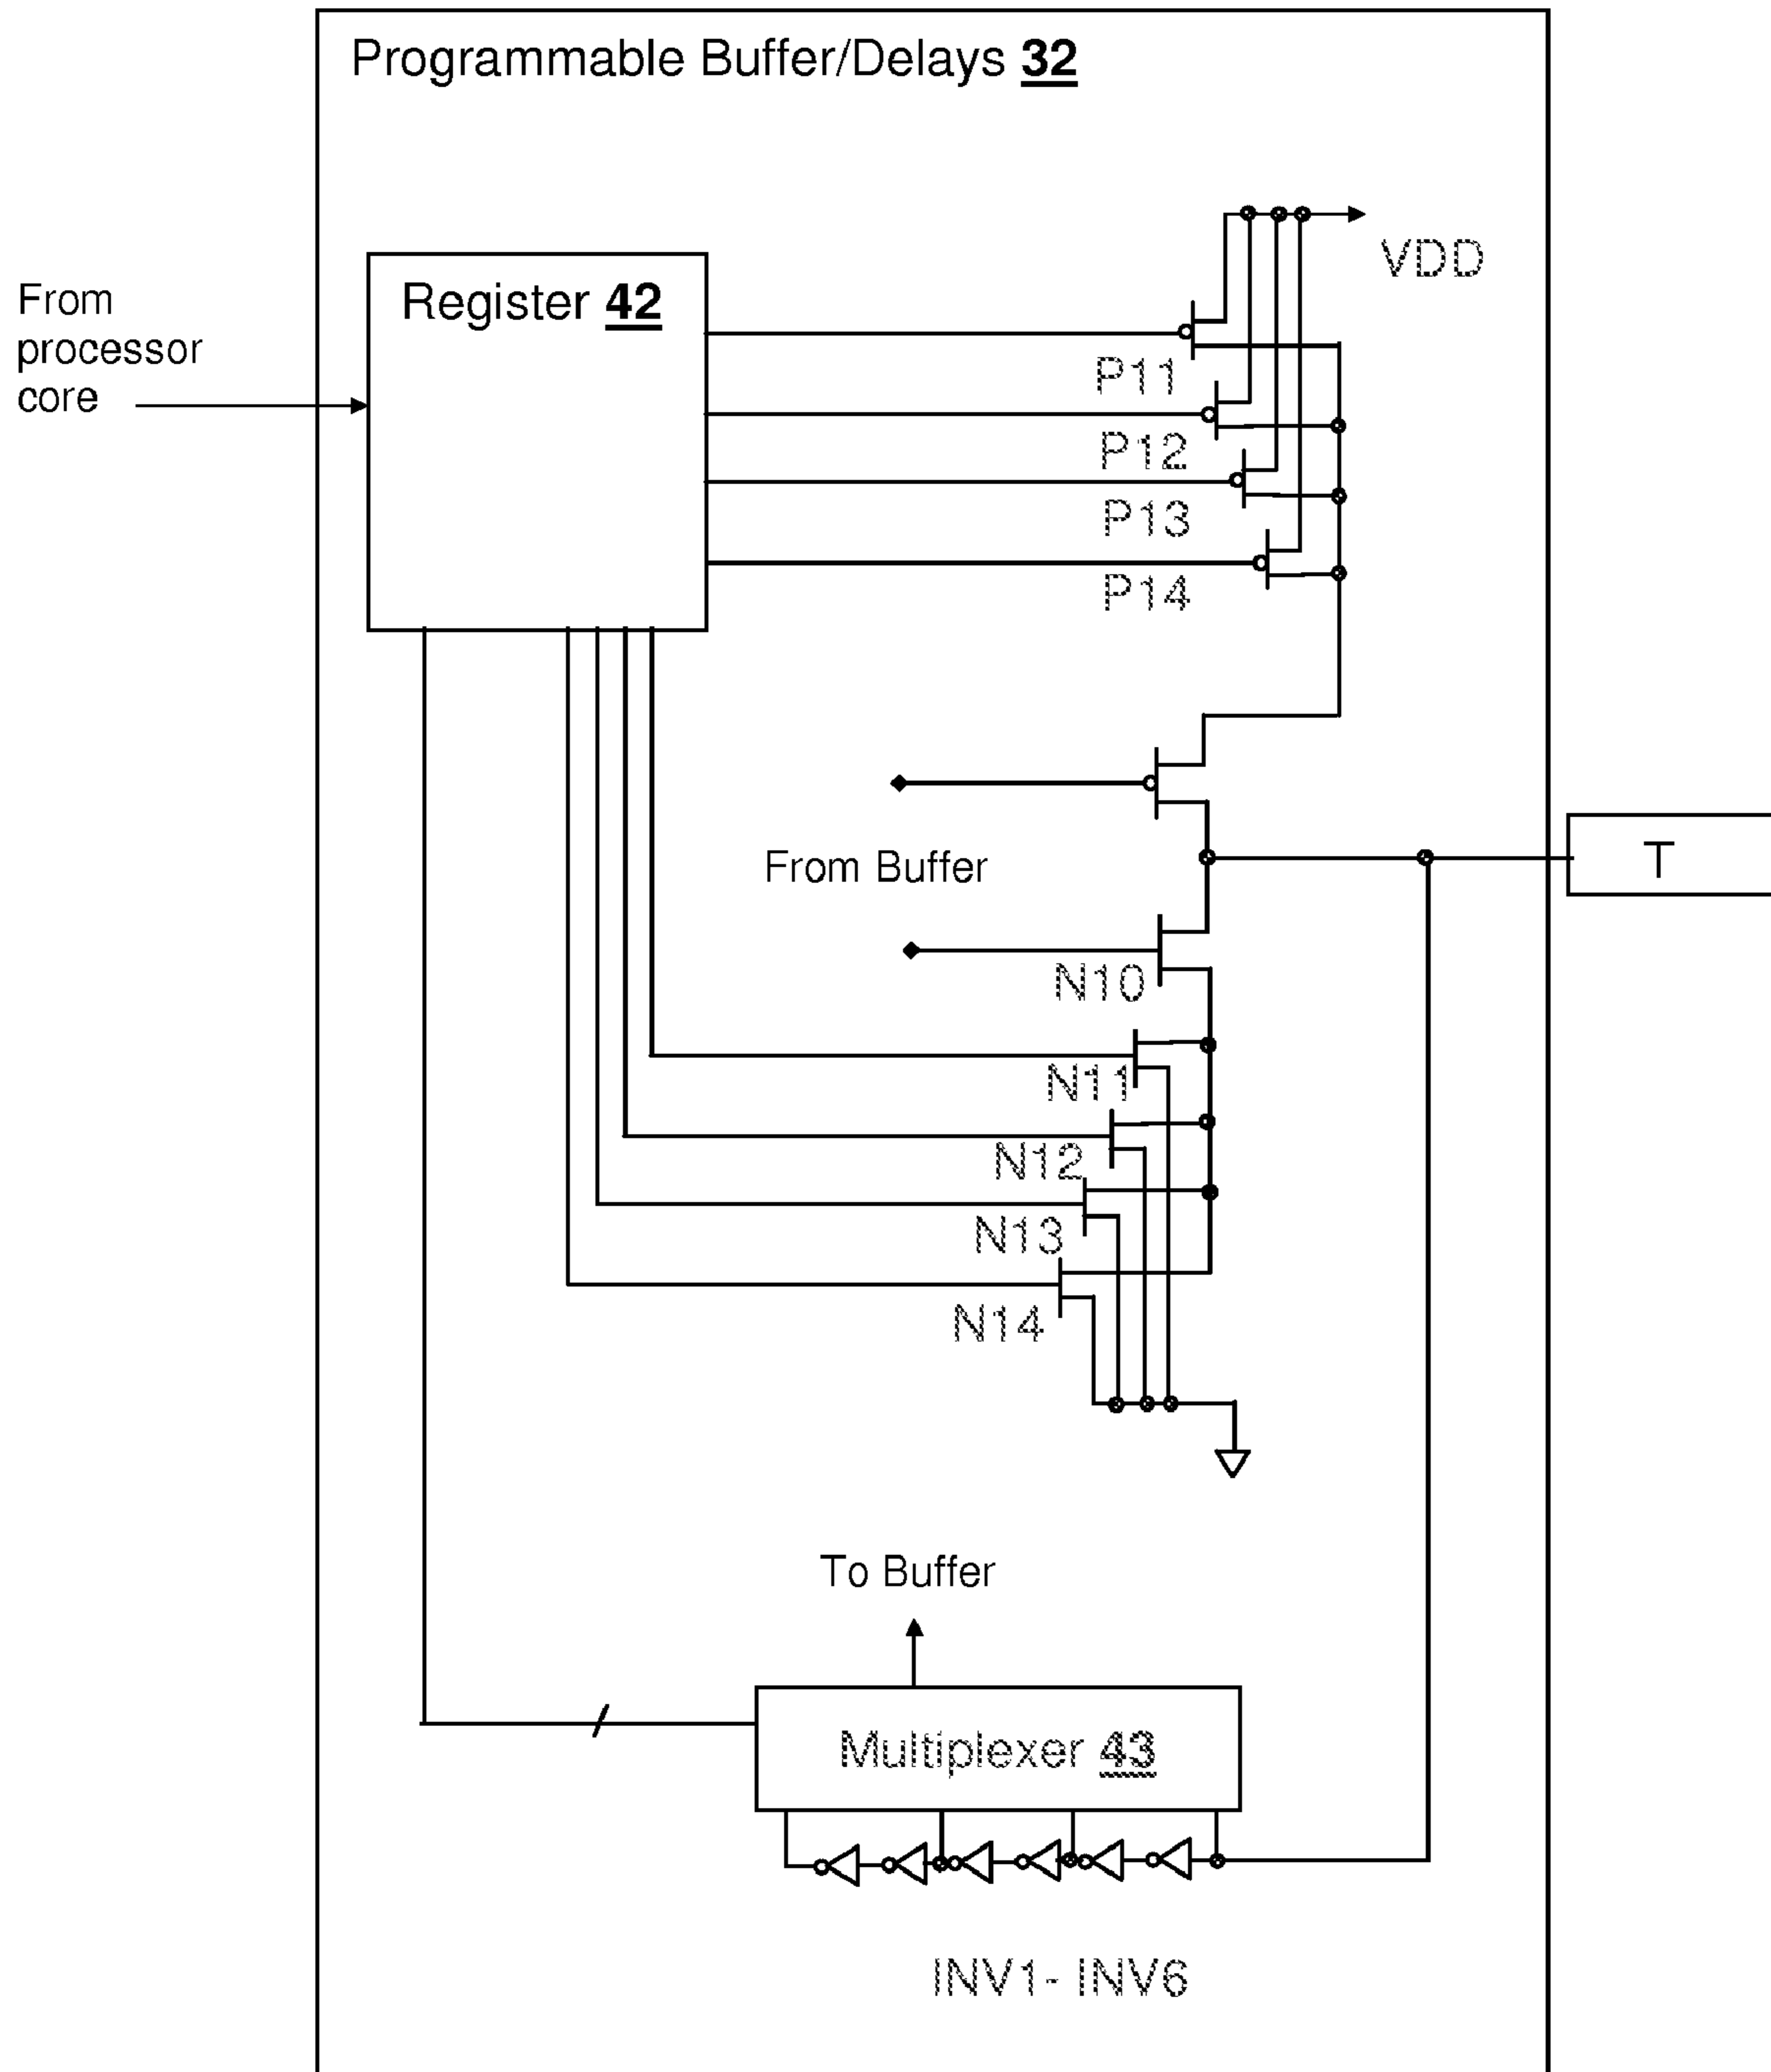 Programmable Buffer/Delays 32
VDD
From
processor
core
Register 42
P11
P12
P13
P14
From Buffer
T
N10
N11
N12
N13
N14
To Buffer
Multiplexer 43
INV1- INV6